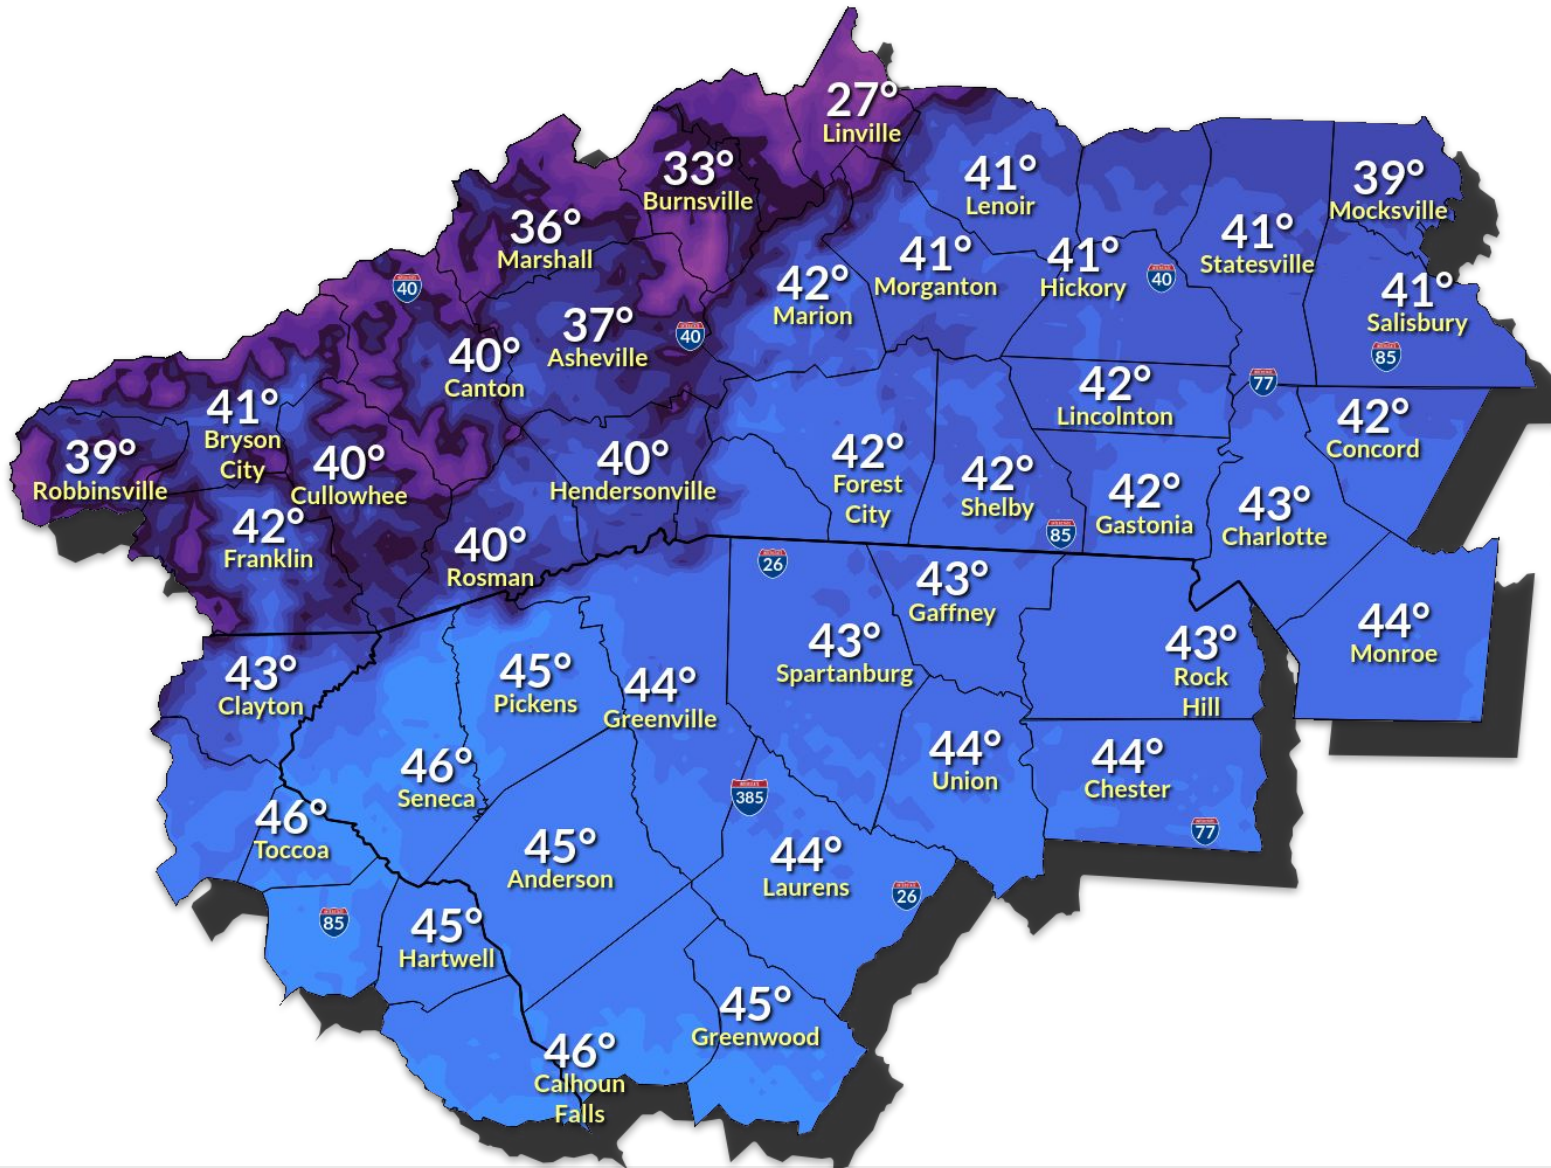 27°
Linville
33°
Burnsville
41°
Lenoir
39°
Mocksville
36°
Marshall
41°
Statesville
41°
Morganton
41°
Hickory
40
42°
Marion
40
41°
Salisbury
85
37°
Asheville
40
40°
Canton
77
42°
Lincolnton
42°
Concord
41°
Bryson
City
39°
Robbinsville
40°
Cullowhee
40°
Hendersonville
42°
Forest
City
42°
Shelby
85
42°
Gastonia
43°
Charlotte
42°
Franklin
40°
Rosman
26
43°
Gaffney
44°
Monroe
43°
Clayton
45°
Pickens
44°
Greenville
43°
Spartanburg
43°
Rock
Hill
46°
Seneca
44°
Union
44°
Chester
77
385
46°
Toccoa
45°
Anderson
44°
Laurens
26
85
45°
Hartwell
45°
Greenwood
46°
Calhoun
Falls